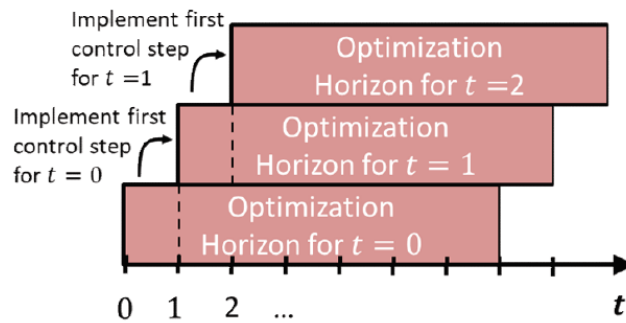 Implement first
control step
for t =1
Optimization
Horizon for t =2
Implement first
control step
for t = 0
Optimization
Horizon for t = 1
Optimization
Horizon for t = 0
0 1 2 ... t